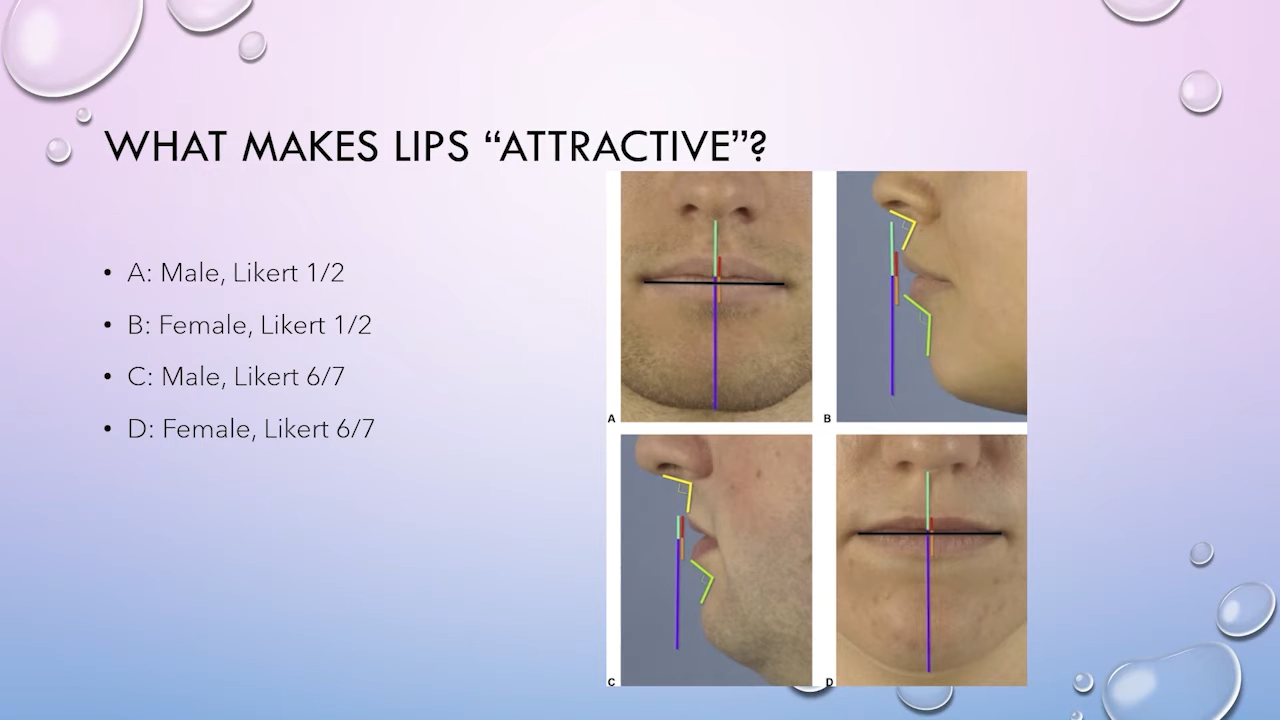 WHAT MAKES LIPS “ATTRACTIVE”?
• A: Male, Likert 1/2
• B: Female, Likert 1/2
• C: Male, Likert 6/7
• D: Female, Likert 6/7
A
B
C
D